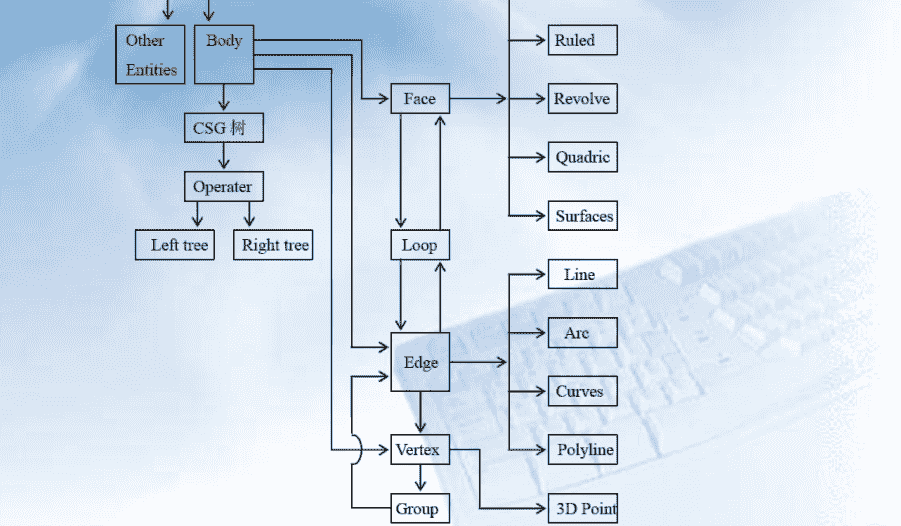 Other
Entities
Body
CSG 树
Operater
Left tree
Right tree
Face
Loop
Edge
Vertex
Group
Ruled
Revolve
Quadric
Surfaces
Line
Arc
Curves
Polyline
3D Point